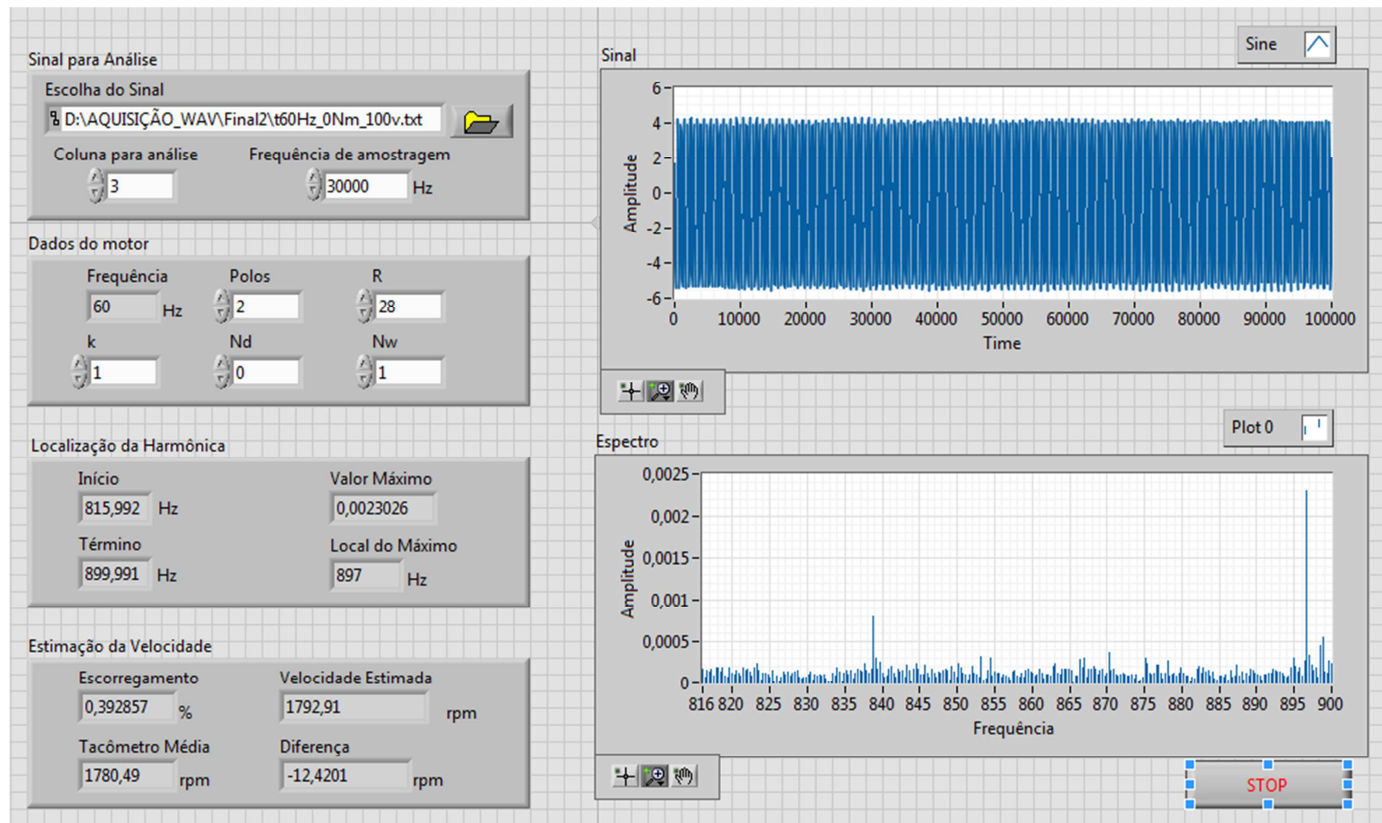 Sinal para Análise
Escolha do Sinal
D:\AQUISIÇÃO_WAV\Final2\t60Hz_0Nm_100v.txt
Coluna para análise Frequência de amostragem
3 30000 Hz
Dados do motor
Frequência Polos R
60 Hz 2 28
k Nd Nw
1 0 1
Localização da Harmônica
Início Valor Máximo
815,992 Hz 0,0023026
Término Local do Máximo
899,991 Hz 897 Hz
Estimação da Velocidade
Escorregamento Velocidade Estimada
0,392857 % 1792,91 rpm
Tacômetro Média Diferença
1780,49 rpm -12,4201 rpm
Sinal
Sine
Amplitude
6
4
2
0
-2
-4
-6
0 10000 20000 30000 40000 50000 60000 70000 80000 90000 100000
Time
Plot 0
Espectro
Amplitude
0,0025
0,002
0,0015
0,001
0,0005
0
816 820 825 830 835 840 845 850 855 860 865 870 875 880 885 890 895 900
Frequência
STOP